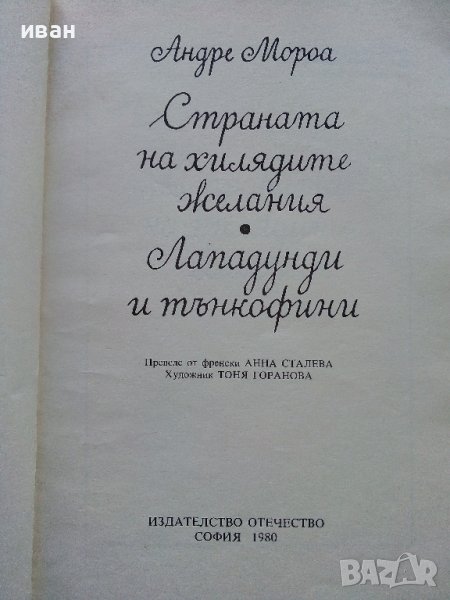 иван
Андре Мороа
Страната
на хилядите
желания
•
Лападунди
и тънкофини
Преведе от френски АННА СТАЛЕВА
Художник ТОНЯ ГОРАНОВА
ИЗДАТЕЛСТВО ОТЕЧЕСТВО
СОФИЯ 1980
BAZAR